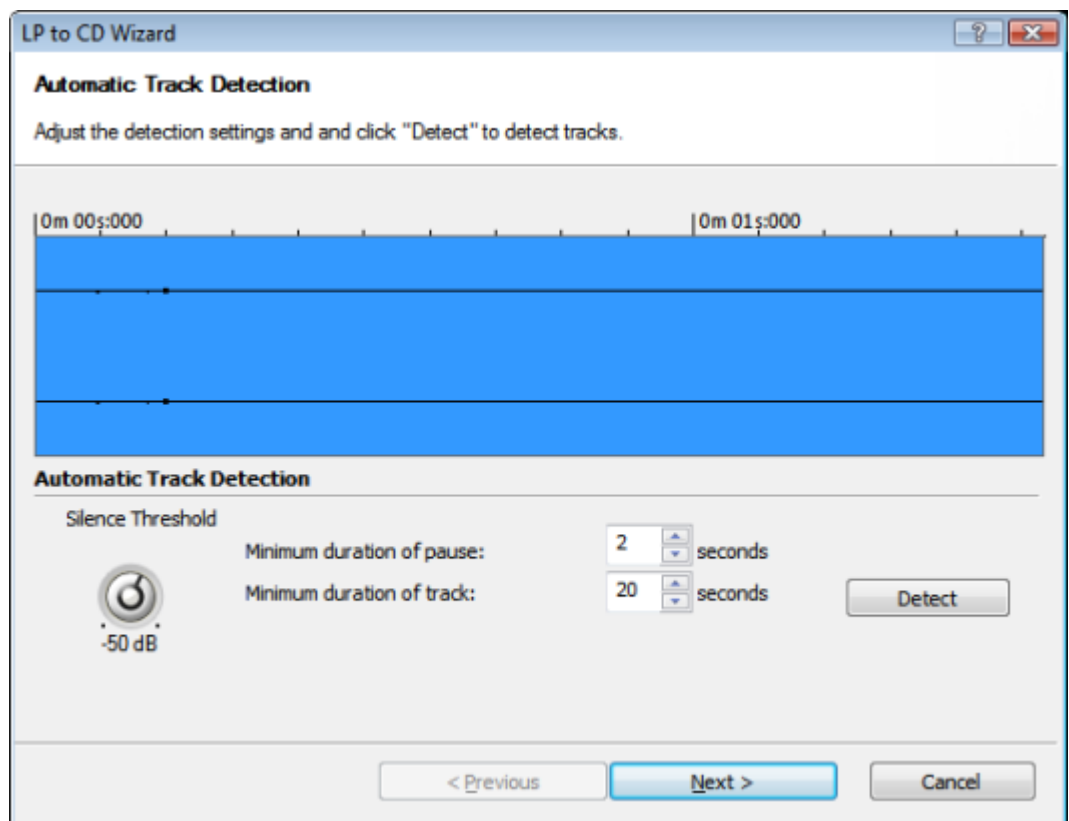 LP to CD Wizard
Automatic Track Detection
Adjust the detection settings and and click "Detect" to detect tracks.
0m 00s:000 0m 01s:000
Automatic Track Detection
Silence Threshold
Minimum duration of pause: 2 seconds
Minimum duration of track: 20 seconds
Detect
-50 dB
< Previous Next > Cancel